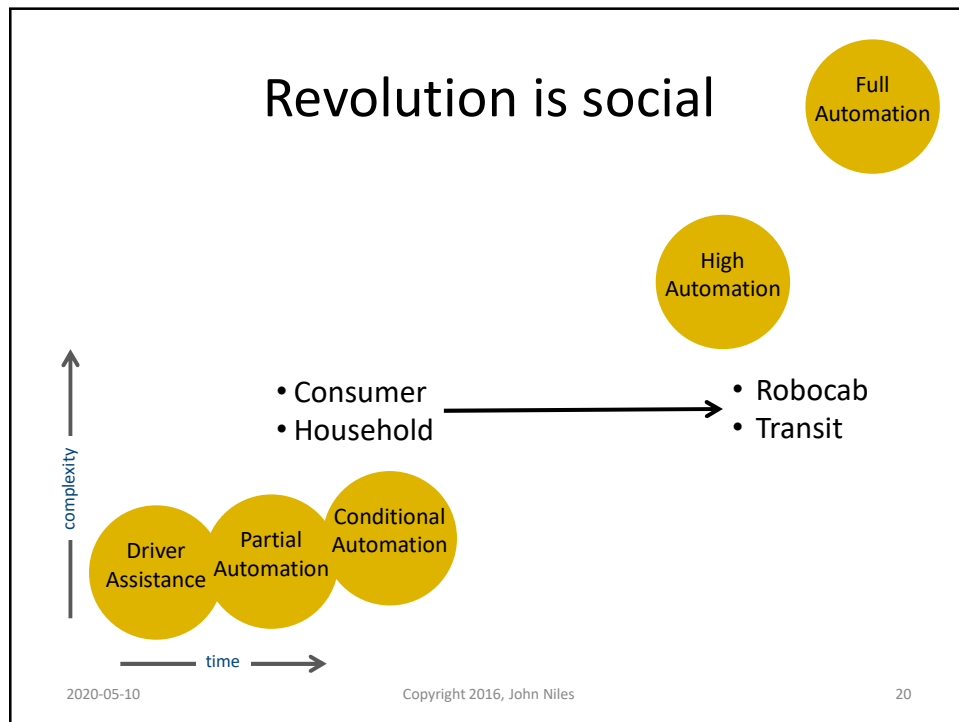 Revolution is social
Full
Automation
High
Automation
• Consumer
• Household
• Robocab
• Transit
complexity
Driver
Assistance
Partial
Automation
Conditional
Automation
time
2020-05-10
Copyright 2016, John Niles
20